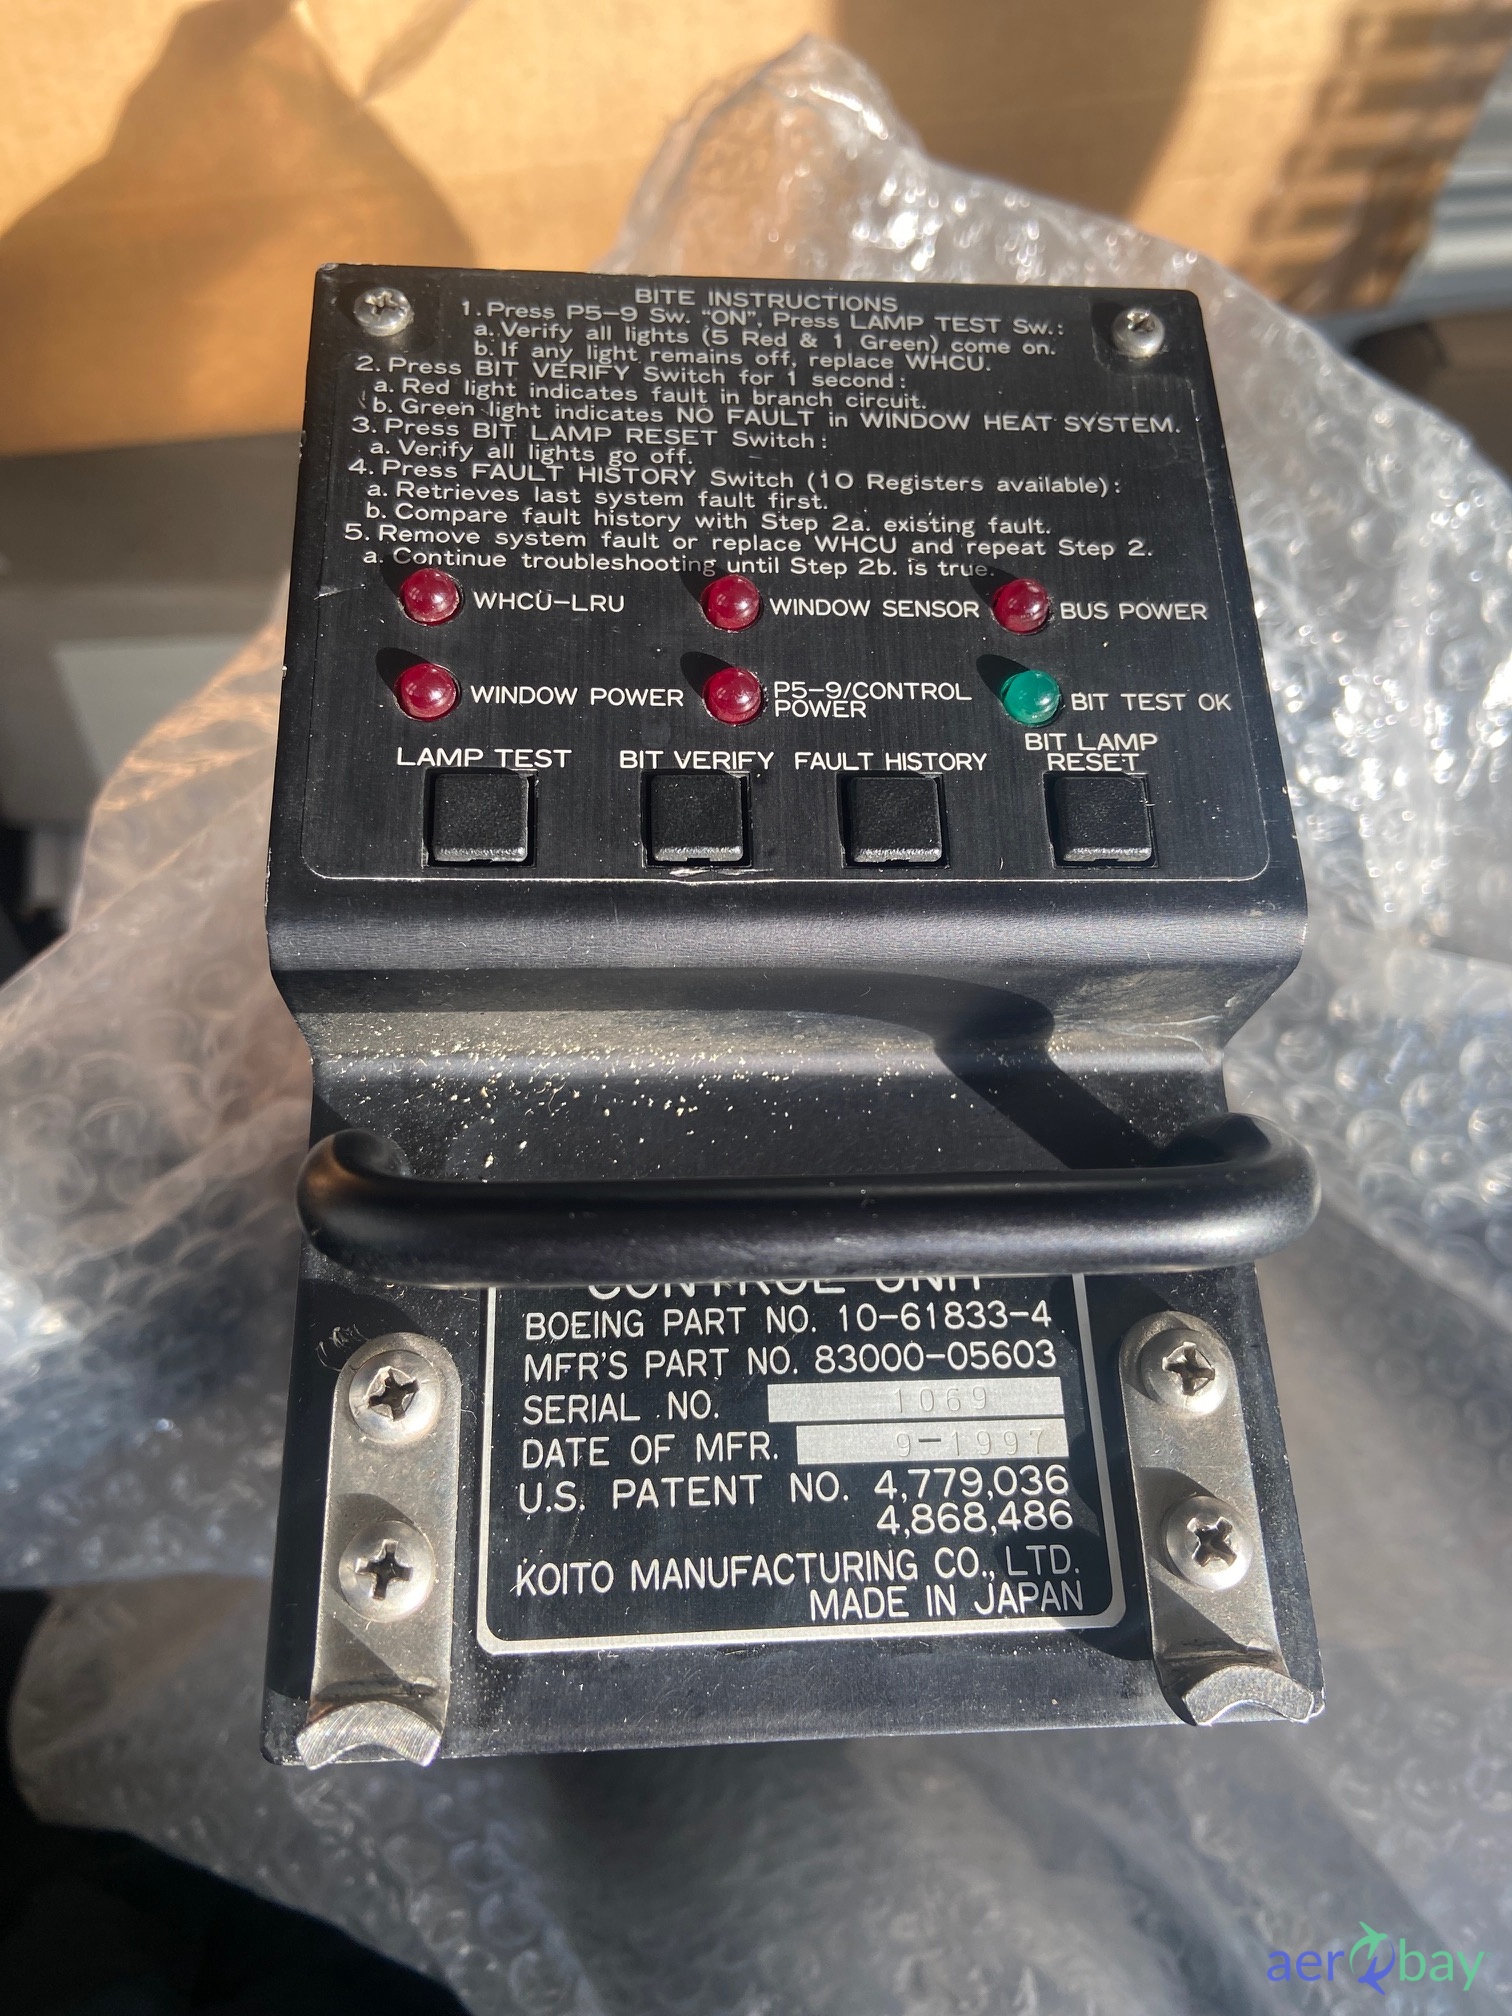 BITE INSTRUCTIONS
1. Press P5-9 Sw. "ON", Press LAMP TEST Sw.:
a. Verify all lights (5 Red & 1 Green) come on.
b. If any light remains off, replace WHCU.
2. Press BIT VERIFY Switch for 1 second:
a. Red light indicates fault in branch circuit.
b. Green light indicates NO FAULT in WINDOW HEAT SYSTEM.
3. Press BIT LAMP RESET Switch:
a. Verify all lights go off.
4. Press FAULT HISTORY Switch (10 Registers available):
a. Retrieves last system fault first.
b. Compare fault history with Step 2a. existing fault.
5. Remove system fault or replace WHCU and repeat Step 2.
a. Continue troubleshooting until Step 2b. is true.
WHCU-LRU WINDOW SENSOR BUS POWER
WINDOW POWER P5-9/CONTROL POWER BIT TEST OK
LAMP TEST BIT VERIFY FAULT HISTORY BIT LAMP RESET
CONTROL UNIT
BOEING PART NO. 10-61833-4
MFR'S PART NO. 83000-05603
SERIAL NO. 1069
DATE OF MFR. 9-1997
U.S. PATENT NO. 4,779,036
4,868,486
KOITO MANUFACTURING CO., LTD.
MADE IN JAPAN
aerobay